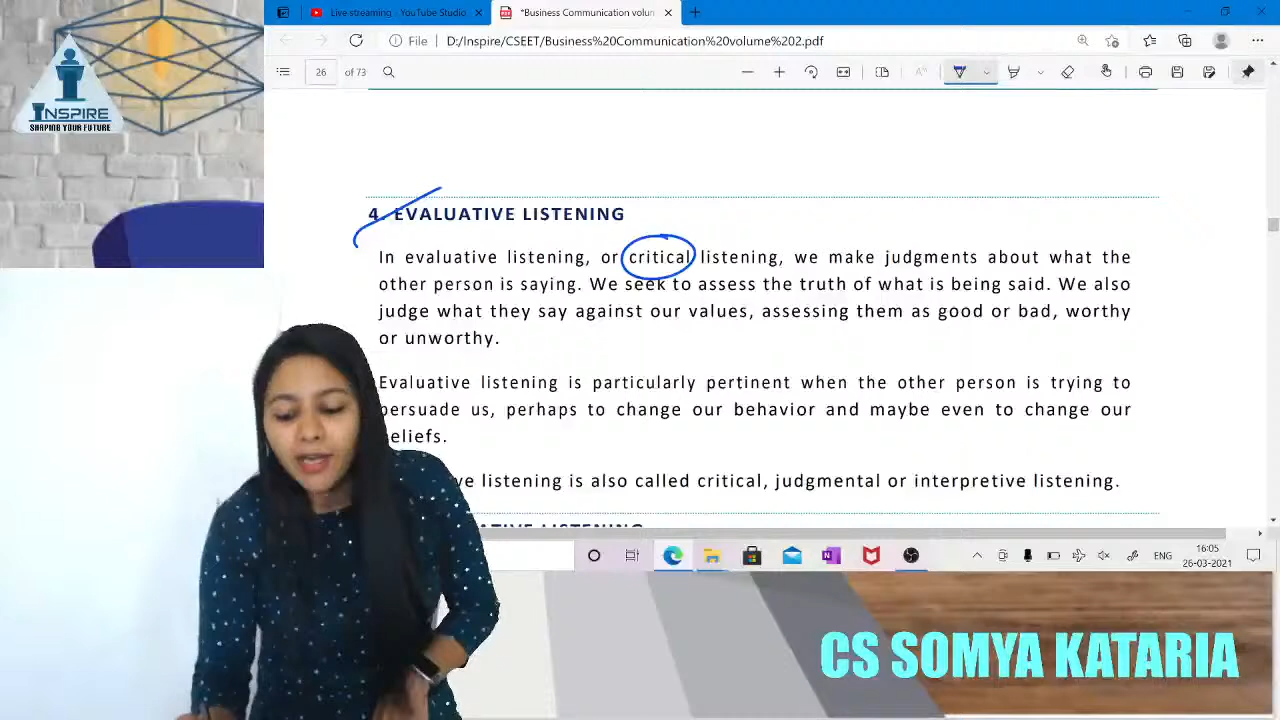 Live streaming - YouTube Studio
*Business Communication volun
File
D:/Inspire/CSEET/Business%20Communication%20volume%202.pdf
26 of 73
INSPIRE
SHAPING YOUR FUTURE
4. EVALUATIVE LISTENING
In evaluative listening, or critical listening, we make judgments about what the
other person is saying. We seek to assess the truth of what is being said. We also
judge what they say against our values, assessing them as good or bad, worthy
or unworthy.
Evaluative listening is particularly pertinent when the other person is trying to
persuade us, perhaps to change our behavior and maybe even to change our
eliefs.
ve listening is also called critical, judgmental or interpretive listening.
ATIVE LISTENING
ENG
16:05
26-03-2021
CS SOMYA KATARIA